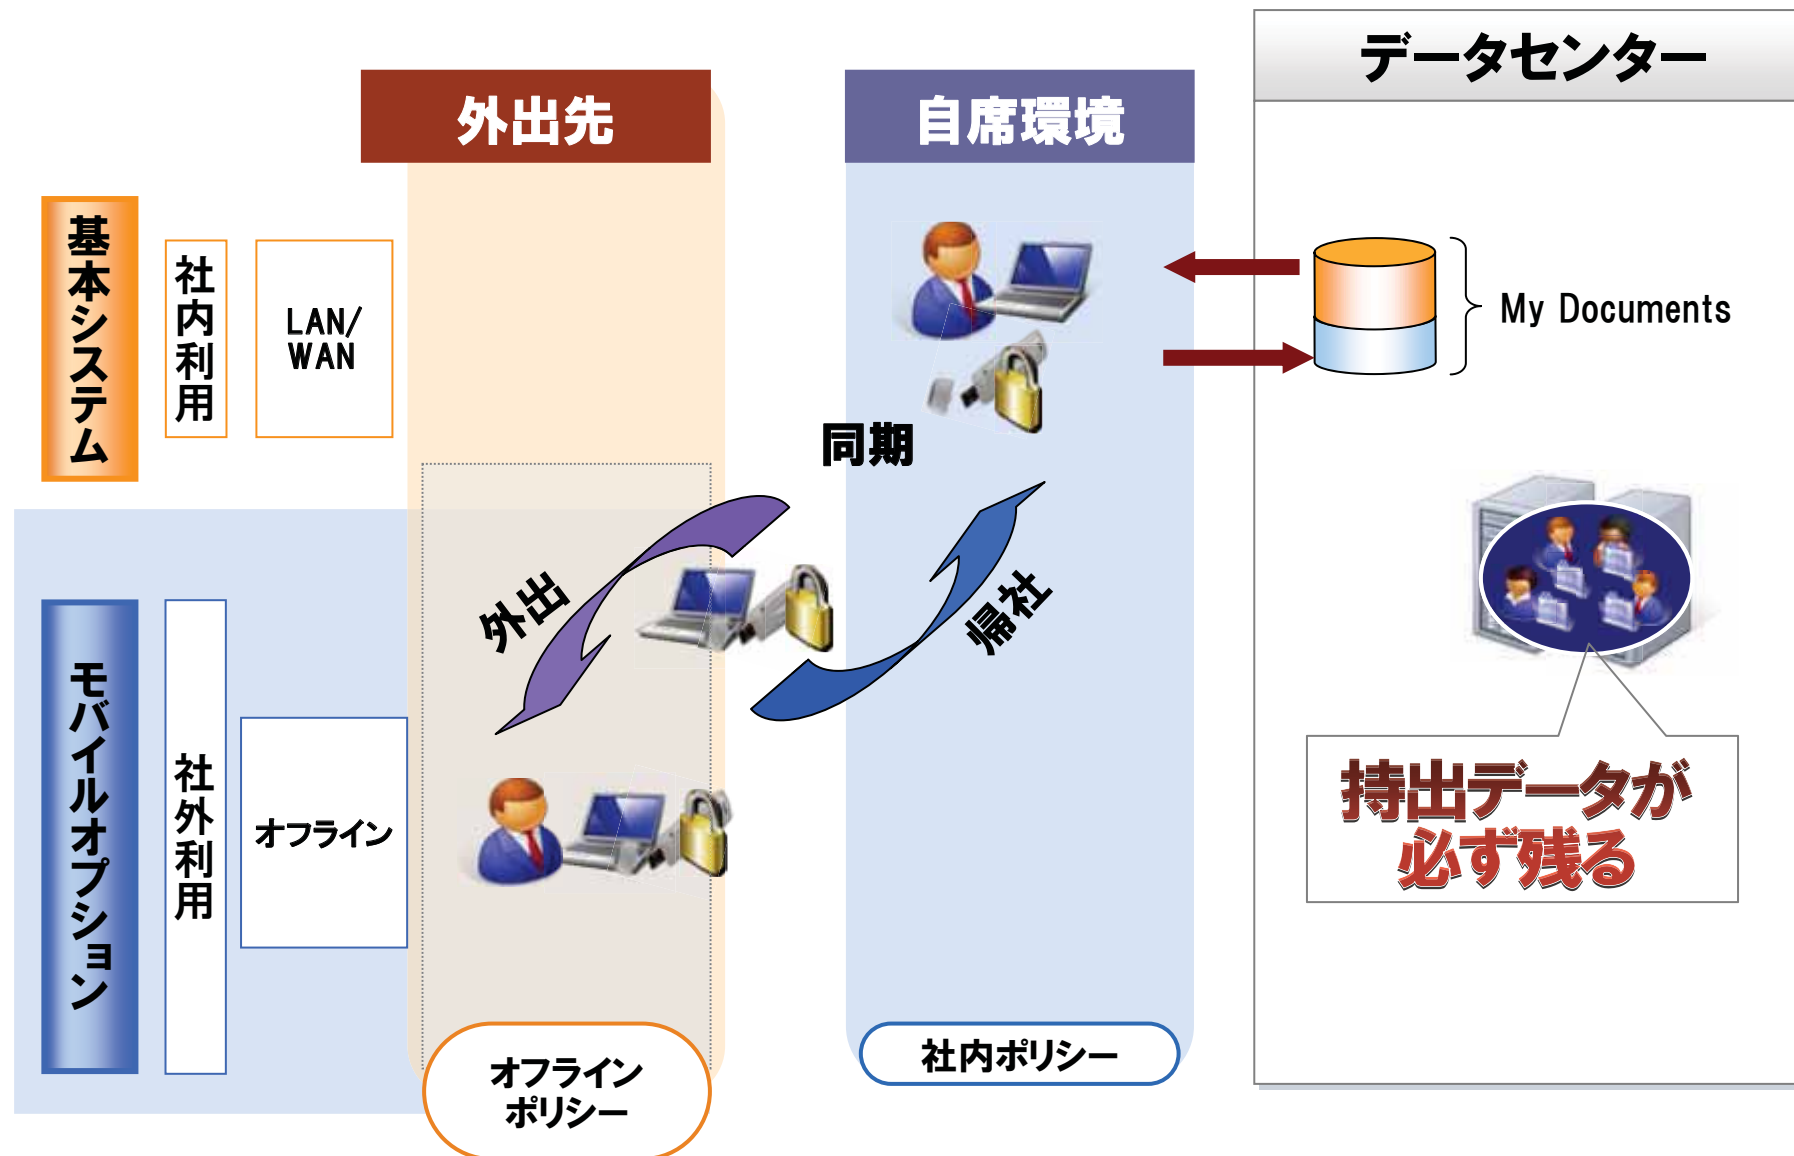 データセンター
外出先
自席環境
基本システム
社内利用
LAN/
WAN
My Documents
同期
外出
帰社
モバイルオプション
社外利用
オフライン
持出データが
必ず残る
オフライン
ポリシー
社内ポリシー